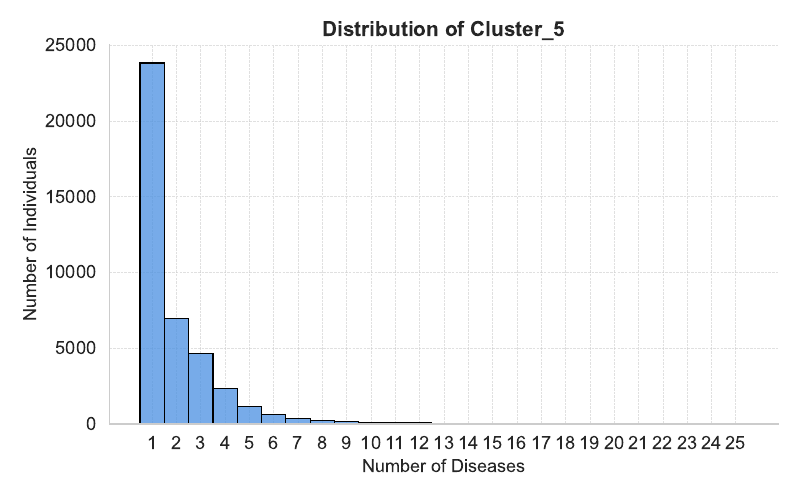 Distribution of Cluster_5
Number of Individuals
25000
20000
15000
10000
5000
0
1 2 3 4 5 6 7 8 9 10 11 12 13 14 15 16 17 18 19 20 21 22 23 24 25
Number of Diseases